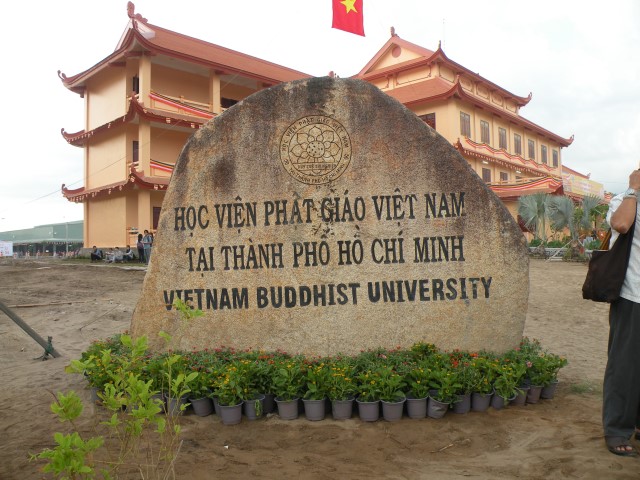 HỌC VIỆN PHẬT GIÁO VIỆT NAM
TẠI THÀNH PHỐ HỒ CHÍ MINH
VIETNAM BUDDHIST UNIVERSITY